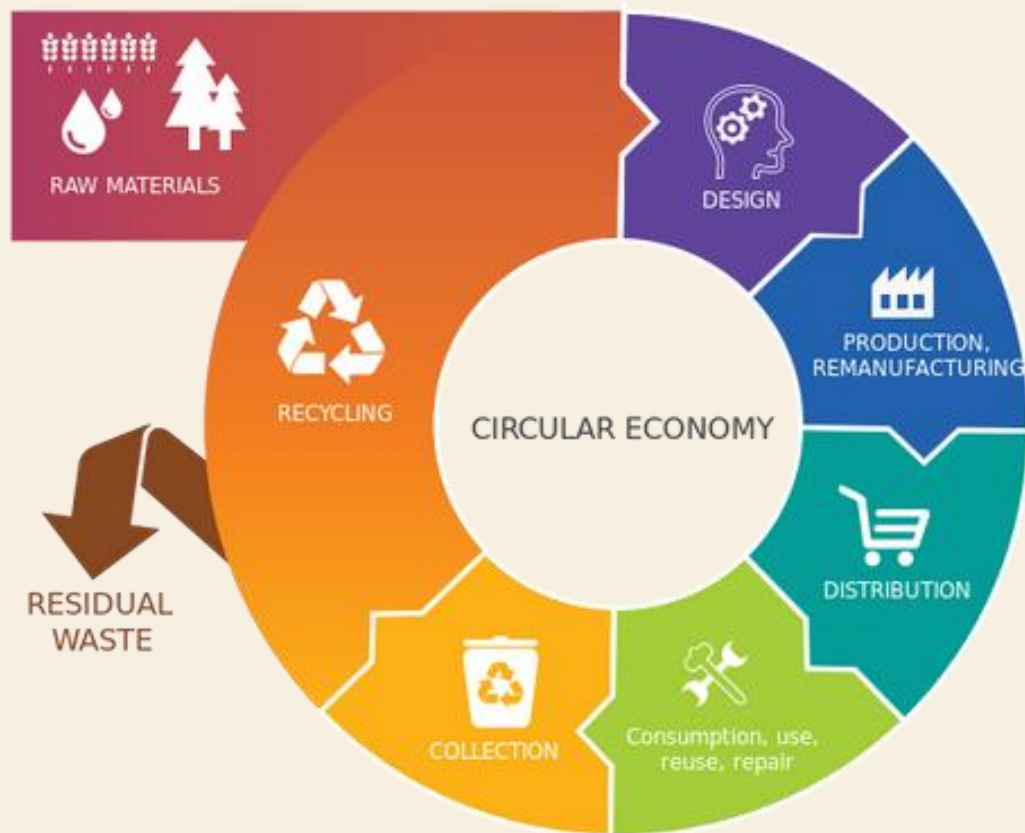 RAW MATERIALS
DESIGN
PRODUCTION,
REMANUFACTURING
RECYCLING
CIRCULAR ECONOMY
DISTRIBUTION
RESIDUAL
WASTE
COLLECTION
Consumption, use,
reuse, repair